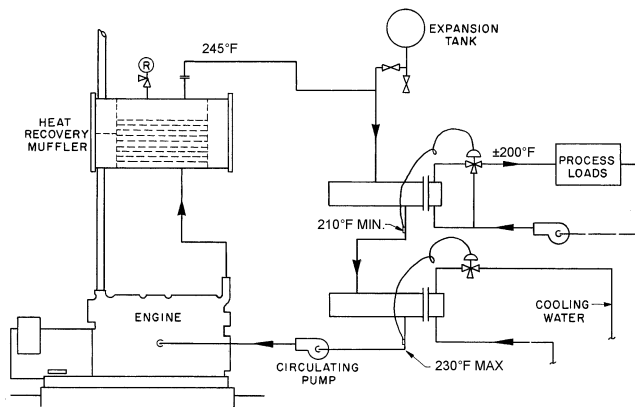 EXPANSION
TANK
245°F
R
HEAT
RECOVERY
MUFFLER
±200°F
PROCESS
LOADS
210°F MIN.
ENGINE
COOLING
WATER
CIRCULATING
PUMP
230°F MAX